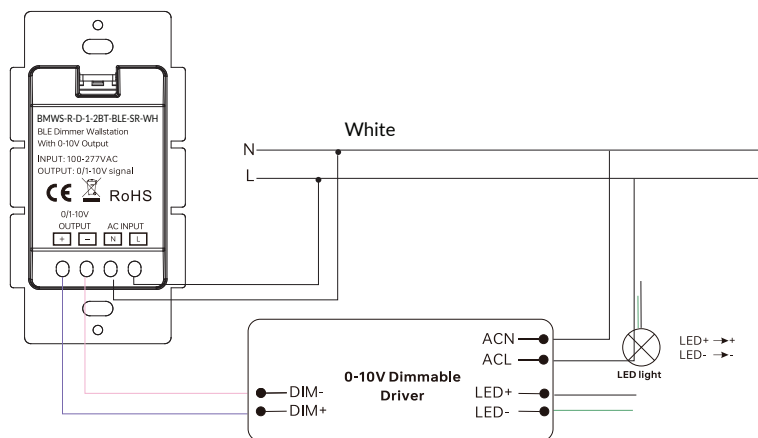 BMWS-R-D-1-2BT-BLE-SR-WH
BLE Dimmer Wallstation
With 0-10V Output
INPUT: 100-277VAC
OUTPUT: 0/1-10V signal
CE RoHS
0/1-10V
OUTPUT AC INPUT
+ − N L
White
N
L
0-10V Dimmable
Driver
DIM-
DIM+
ACN
ACL
LED+
LED-
LED light
LED+ →+
LED- →-